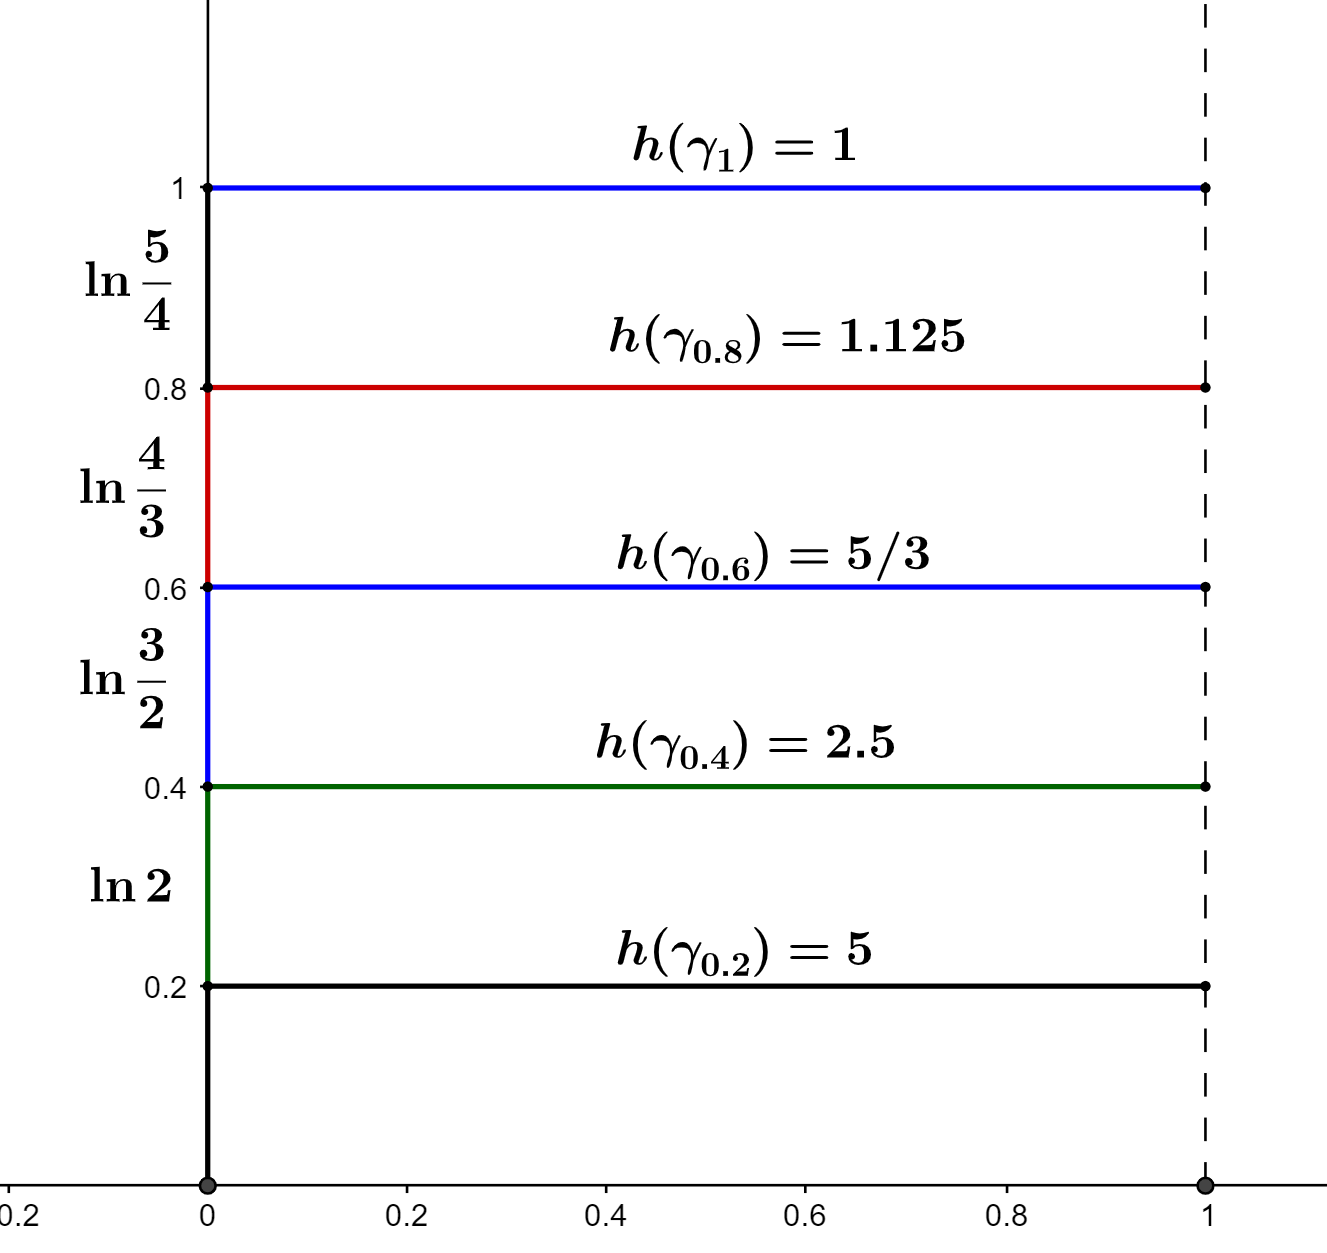 h(γ₁) = 1
1
ln 5/4
h(γ₀.₈) = 1.125
0.8
ln 4/3
h(γ₀.₆) = 5/3
0.6
ln 3/2
h(γ₀.₄) = 2.5
0.4
ln 2
h(γ₀.₂) = 5
0.2
0.2 0 0.2 0.4 0.6 0.8 1